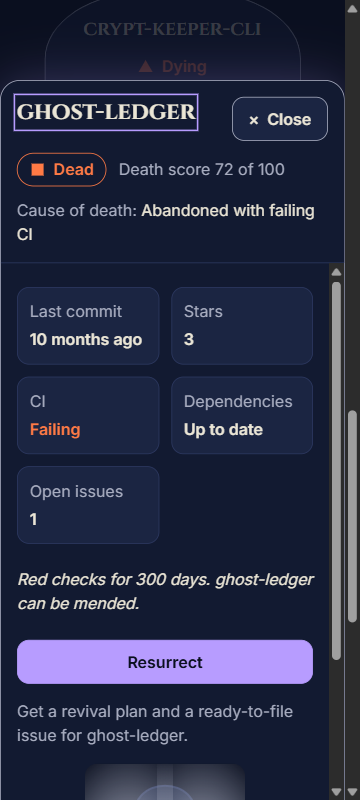 CRYPT-KEEPER-CLI
▲ Dying
GHOST-LEDGER
× Close
■ Dead
Death score 72 of 100
Cause of death: Abandoned with failing
CI
Last commit
10 months ago
Stars
3
CI
Failing
Dependencies
Up to date
Open issues
1
Red checks for 300 days. ghost-ledger
can be mended.
Resurrect
Get a revival plan and a ready-to-file
issue for ghost-ledger.